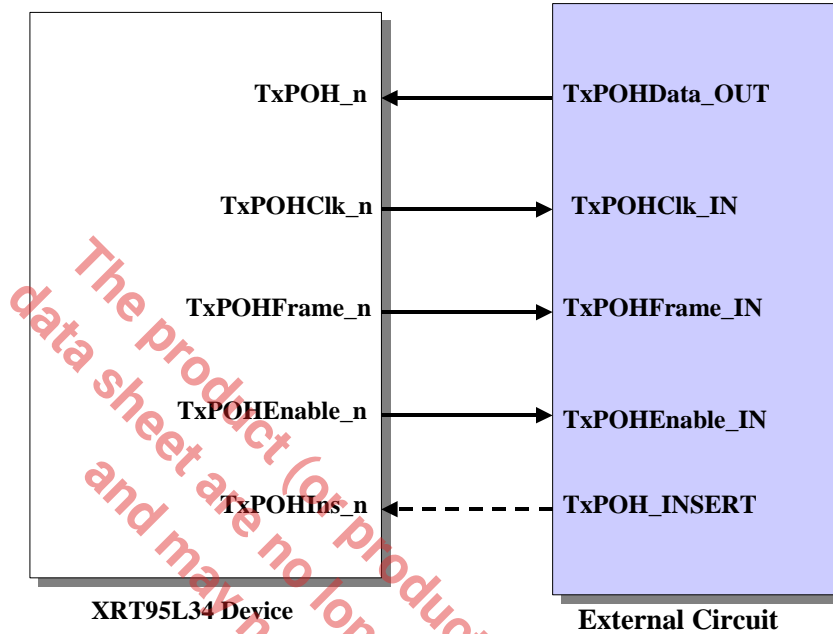 TxPOH_n
TxPOHData_OUT
TxPOHClk_n
TxPOHClk_IN
TxPOHFrame_n
TxPOHFrame_IN
TxPOHEnable_n
TxPOHEnable_IN
TxPOHIns_n
TxPOH_INSERT
XRT95L34 Device
External Circuit
The product (or product
data sheet are no lon
and may n